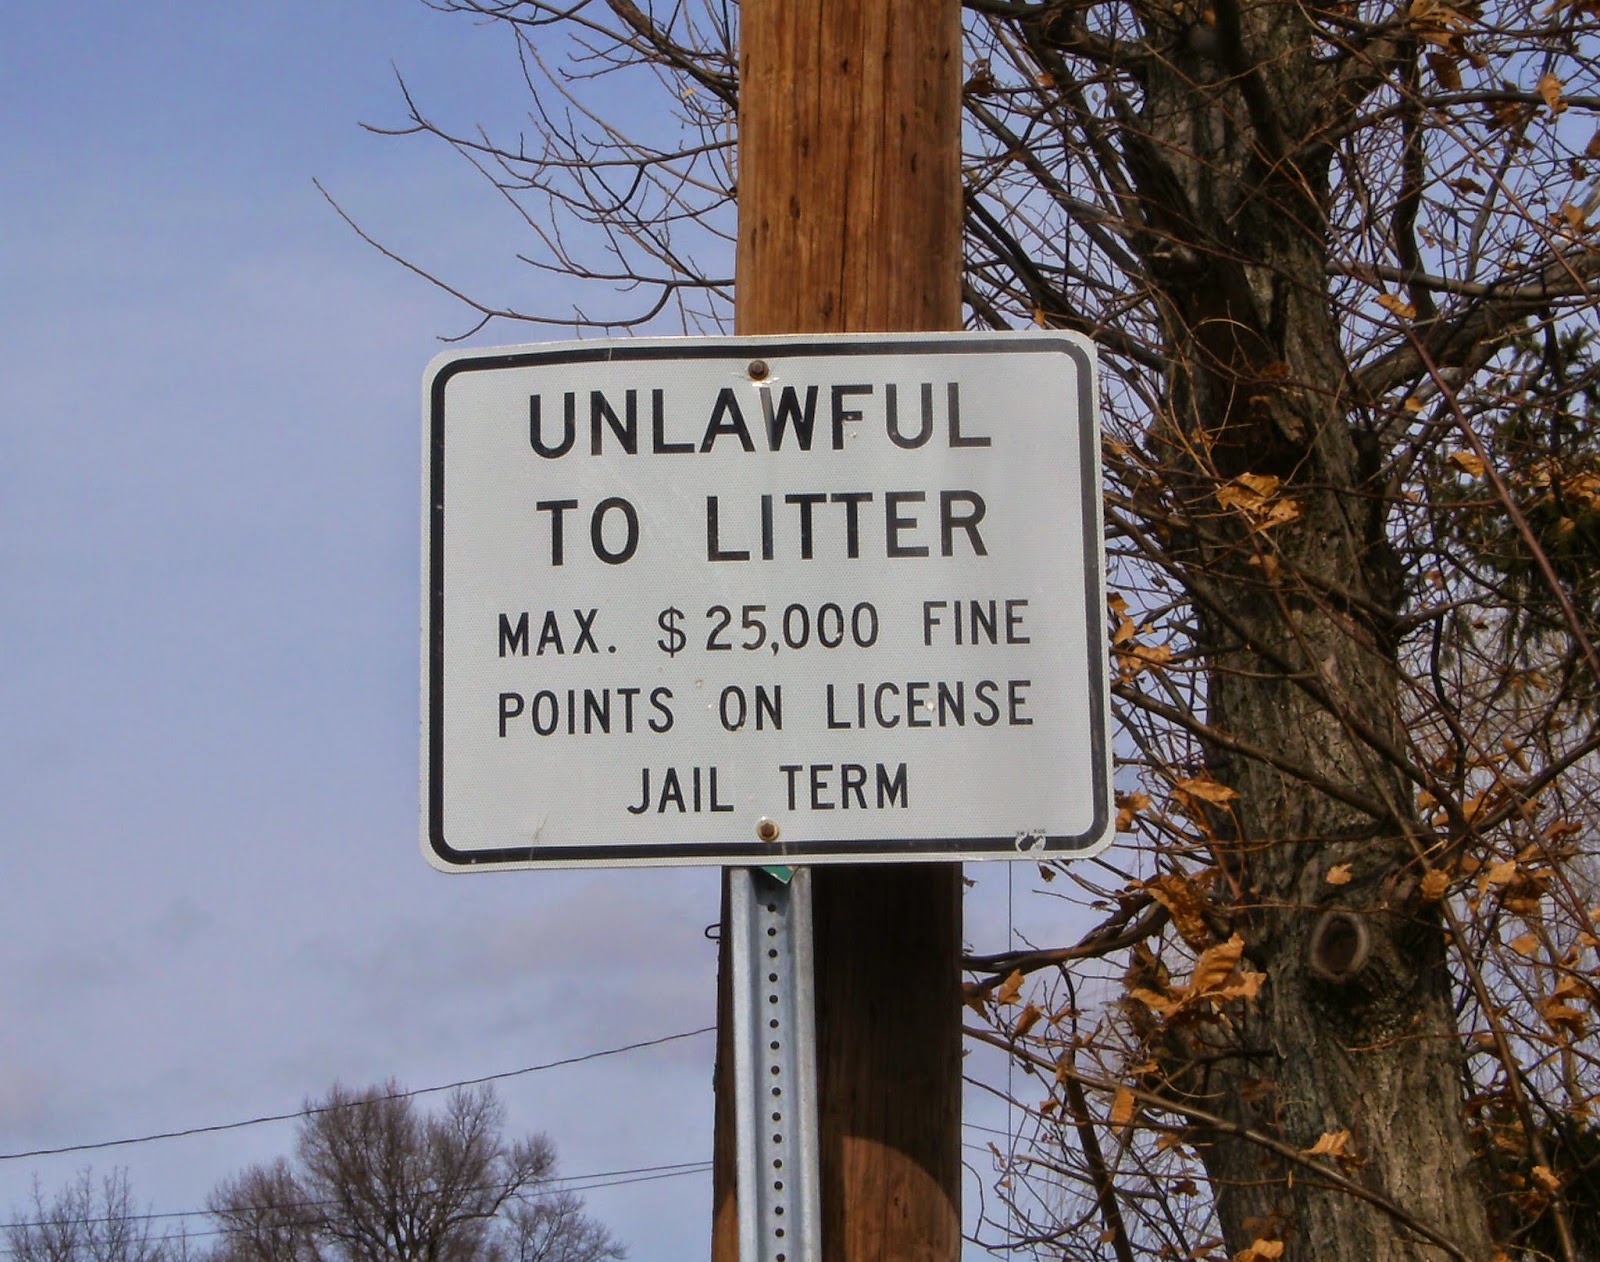 UNLAWFUL
TO LITTER
MAX. $25,000 FINE
POINTS ON LICENSE
JAIL TERM